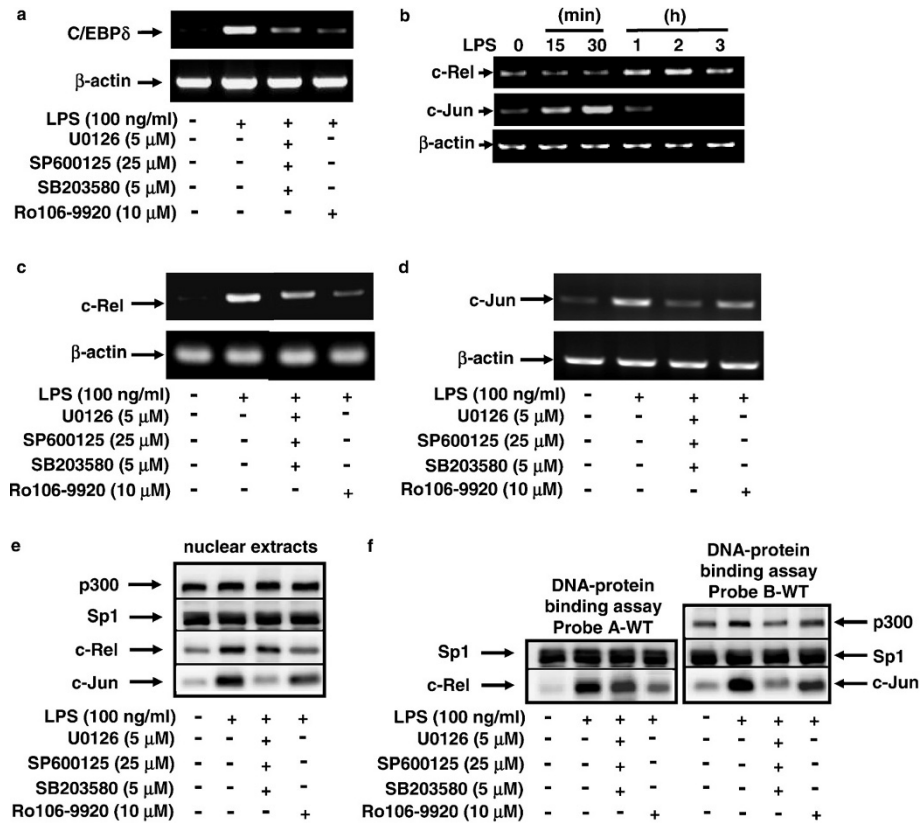 a
C/EBPδ
β-actin
LPS (100 ng/ml) - + + +
U0126 (5 μM) - - + -
SP600125 (25 μM) - - + -
SB203580 (5 μM) - - + -
Ro106-9920 (10 μM) - - - +
b
(min) (h)
LPS 0 15 30 1 2 3
c-Rel
c-Jun
β-actin
c
c-Rel
β-actin
LPS (100 ng/ml) - + + +
U0126 (5 μM) - - + -
SP600125 (25 μM) - - + -
SB203580 (5 μM) - - + -
Ro106-9920 (10 μM) - - - +
d
c-Jun
β-actin
LPS (100 ng/ml) - + + +
U0126 (5 μM) - - + -
SP600125 (25 μM) - - + -
SB203580 (5 μM) - - + -
Ro106-9920 (10 μM) - - - +
e
nuclear extracts
p300
Sp1
c-Rel
c-Jun
LPS (100 ng/ml) - + + +
U0126 (5 μM) - - + -
SP600125 (25 μM) - - + -
SB203580 (5 μM) - - + -
Ro106-9920 (10 μM) - - - +
f
DNA-protein
binding assay
Probe A-WT
DNA-protein
binding assay
Probe B-WT
Sp1
c-Rel
p300
Sp1
c-Jun
LPS (100 ng/ml) - + + + - + + +
U0126 (5 μM) - - + - - - + -
SP600125 (25 μM) - - + - - - + -
SB203580 (5 μM) - - + - - - + -
Ro106-9920 (10 μM) - - - + - - - +